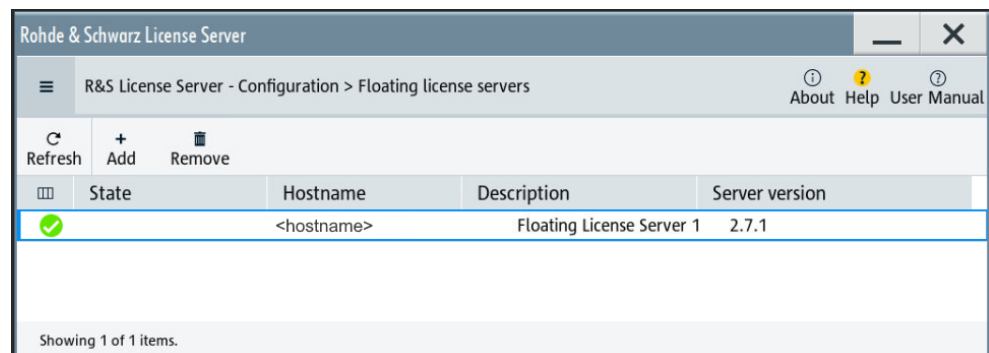 Rohde & Schwarz License Server
R&S License Server - Configuration > Floating license servers
About Help User Manual
Refresh Add Remove
State Hostname Description Server version
<hostname> Floating License Server 1 2.7.1
Showing 1 of 1 items.